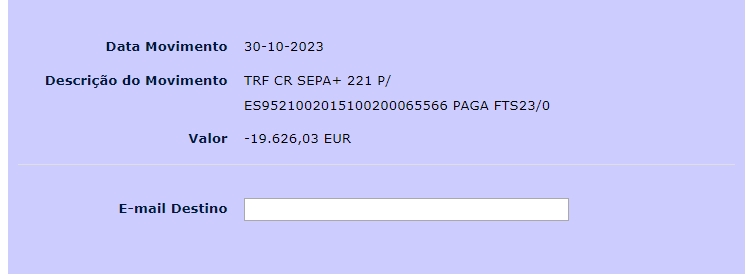 Data Movimento 30-10-2023
Descrição do Movimento TRF CR SEPA+ 221 P/
ES9521002015100200065566 PAGA FTS23/0
Valor -19.626,03 EUR
E-mail Destino